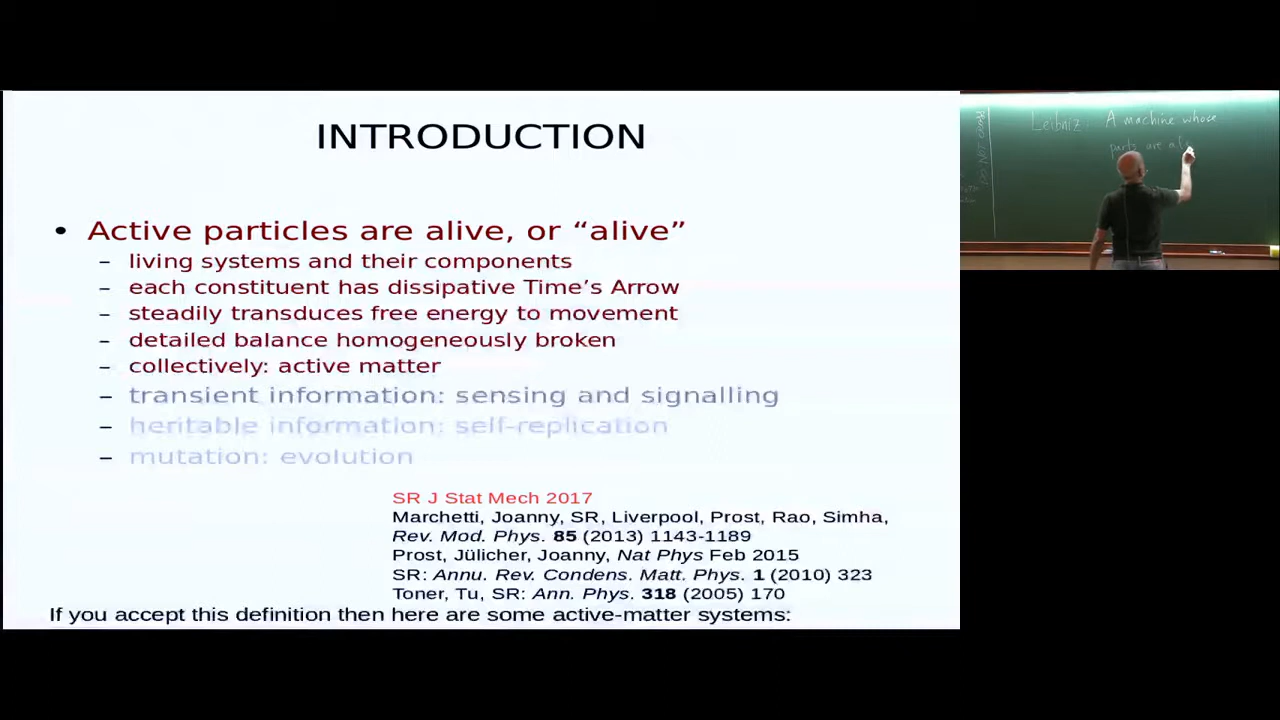 INTRODUCTION
• Active particles are alive, or “alive”
– living systems and their components
– each constituent has dissipative Time’s Arrow
– steadily transduces free energy to movement
– detailed balance homogeneously broken
– collectively: active matter
– transient information: sensing and signalling
– heritable information: self-replication
– mutation: evolution
SR J Stat Mech 2017
Marchetti, Joanny, SR, Liverpool, Prost, Rao, Simha,
Rev. Mod. Phys. 85 (2013) 1143-1189
Prost, Jülicher, Joanny, Nat Phys Feb 2015
SR: Annu. Rev. Condens. Matt. Phys. 1 (2010) 323
Toner, Tu, SR: Ann. Phys. 318 (2005) 170
If you accept this definition then here are some active-matter systems:
Leibniz: A machine whose
parts are